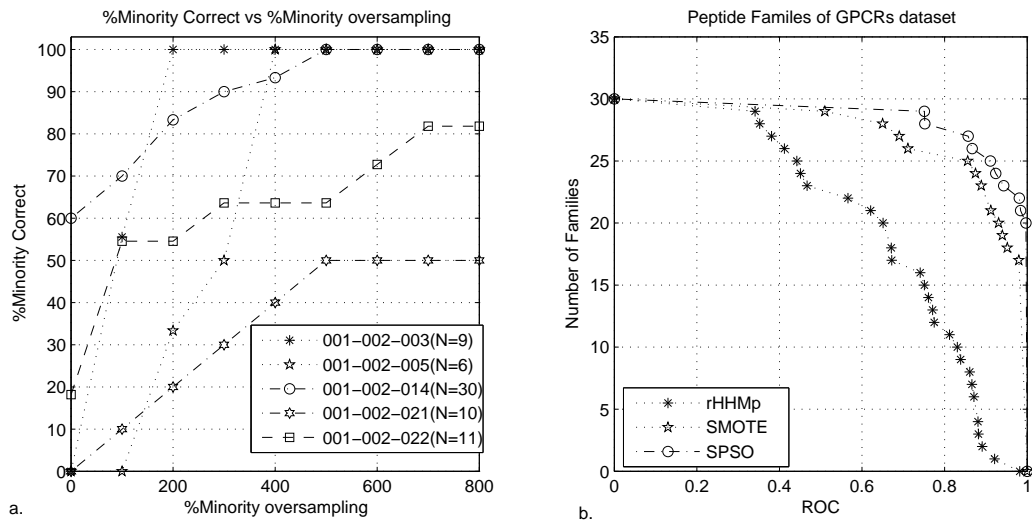 %Minority Correct vs %Minority oversampling
100
90
80
70
60
50
40
30
20
10
0
%Minority Correct
001−002−003(N=9)
001−002−005(N=6)
001−002−014(N=30)
001−002−021(N=10)
001−002−022(N=11)
0
200
400
600
800
%Minority oversampling
a.
Peptide Familes of GPCRs dataset
35
30
25
20
15
10
5
0
Number of Families
rHHMp
SMOTE
SPSO
0
0.2
0.4
0.6
0.8
1
ROC
b.